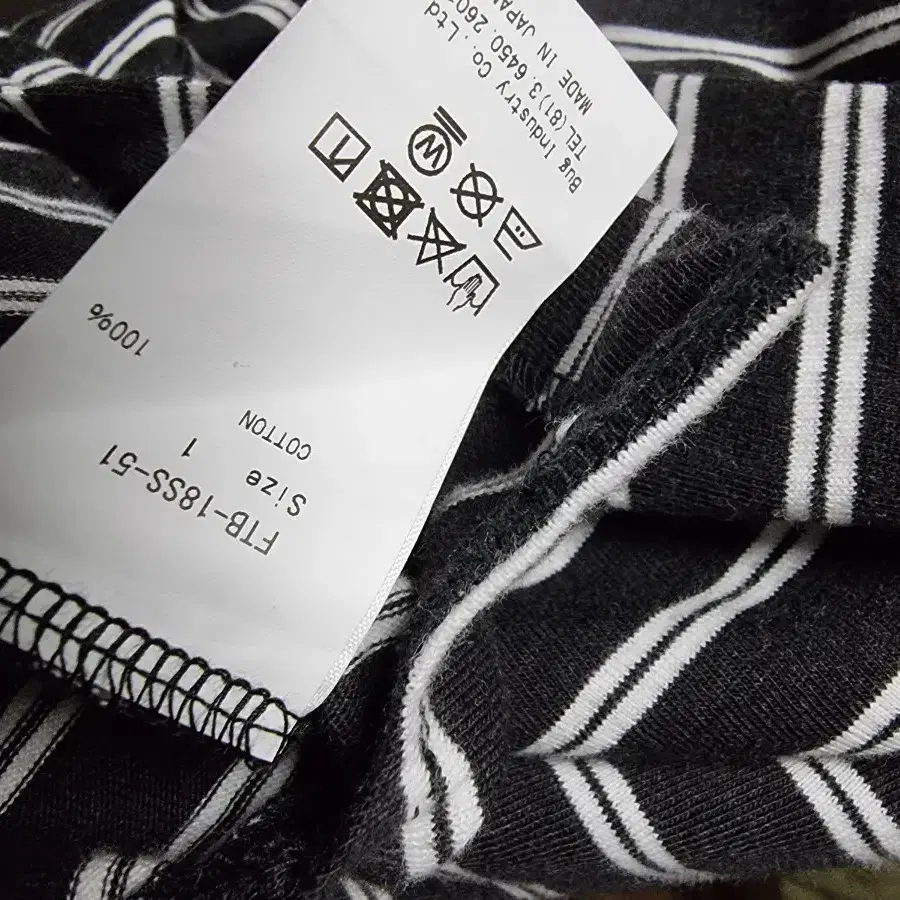 FTB-18SS-51
Size 1
COTTON 100%
W
Bug Industry Co.,Ltd
TEL(81)3.6450.260
MADE IN JAPAN